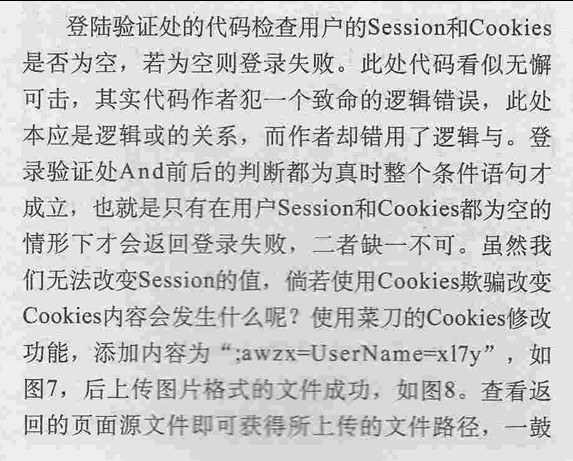 登陆验证处的代码检查用户的Session和Cookies
是否为空，若为空则登录失败。此处代码看似无懈
可击，其实代码作者犯一个致命的逻辑错误，此处
本应是逻辑或的关系，而作者却错用了逻辑与。登
录验证处And前后的判断都为真时整个条件语句才
成立，也就是只有在用户Session和Cookies都为空的
情形下才会返回登录失败，二者缺一不可。虽然我
们无法改变Session的值，倘若使用Cookies欺骗改变
Cookies内容会发生什么呢？使用菜刀的Cookies修改
功能，添加内容为“;awzx=UserName=xl7y”，如
图7，后上传图片格式的文件成功，如图8。查看返
回的页面源文件即可获得所上传的文件路径，一鼓